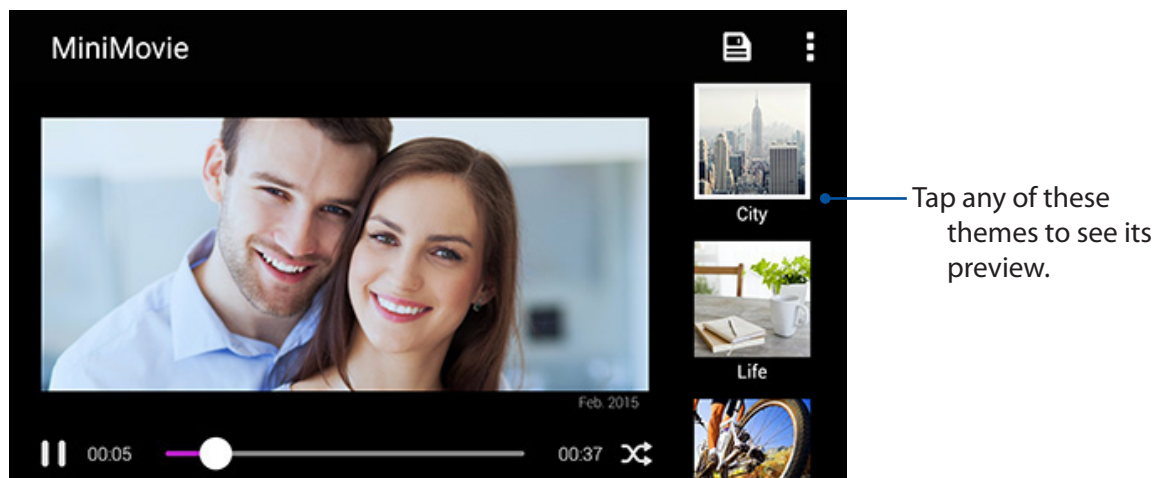 MiniMovie
City
Tap any of these
themes to see its
preview.
Life
Feb. 2015
00:05
00:37